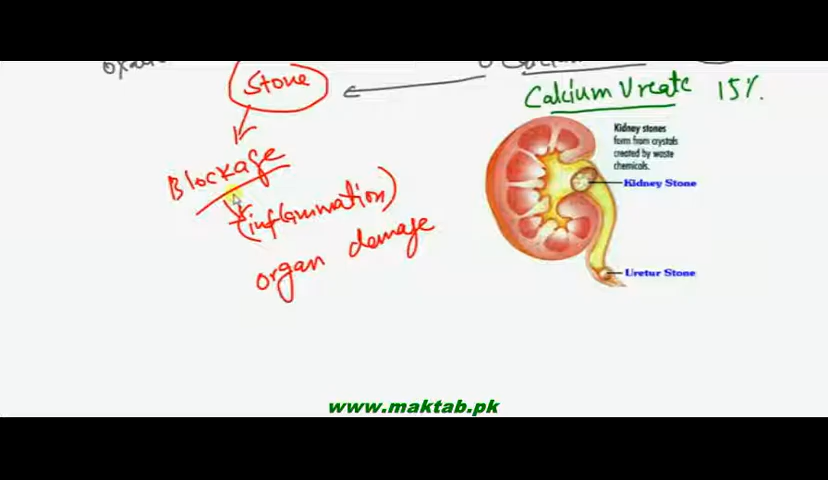 Stone
Calcium Ureate 15%.
Kidney stones
form from crystals
created by waste
chemicals.
Blockage
Kidney Stone
(inflammation)
organ damage
Uretur Stone
www.maktab.pk